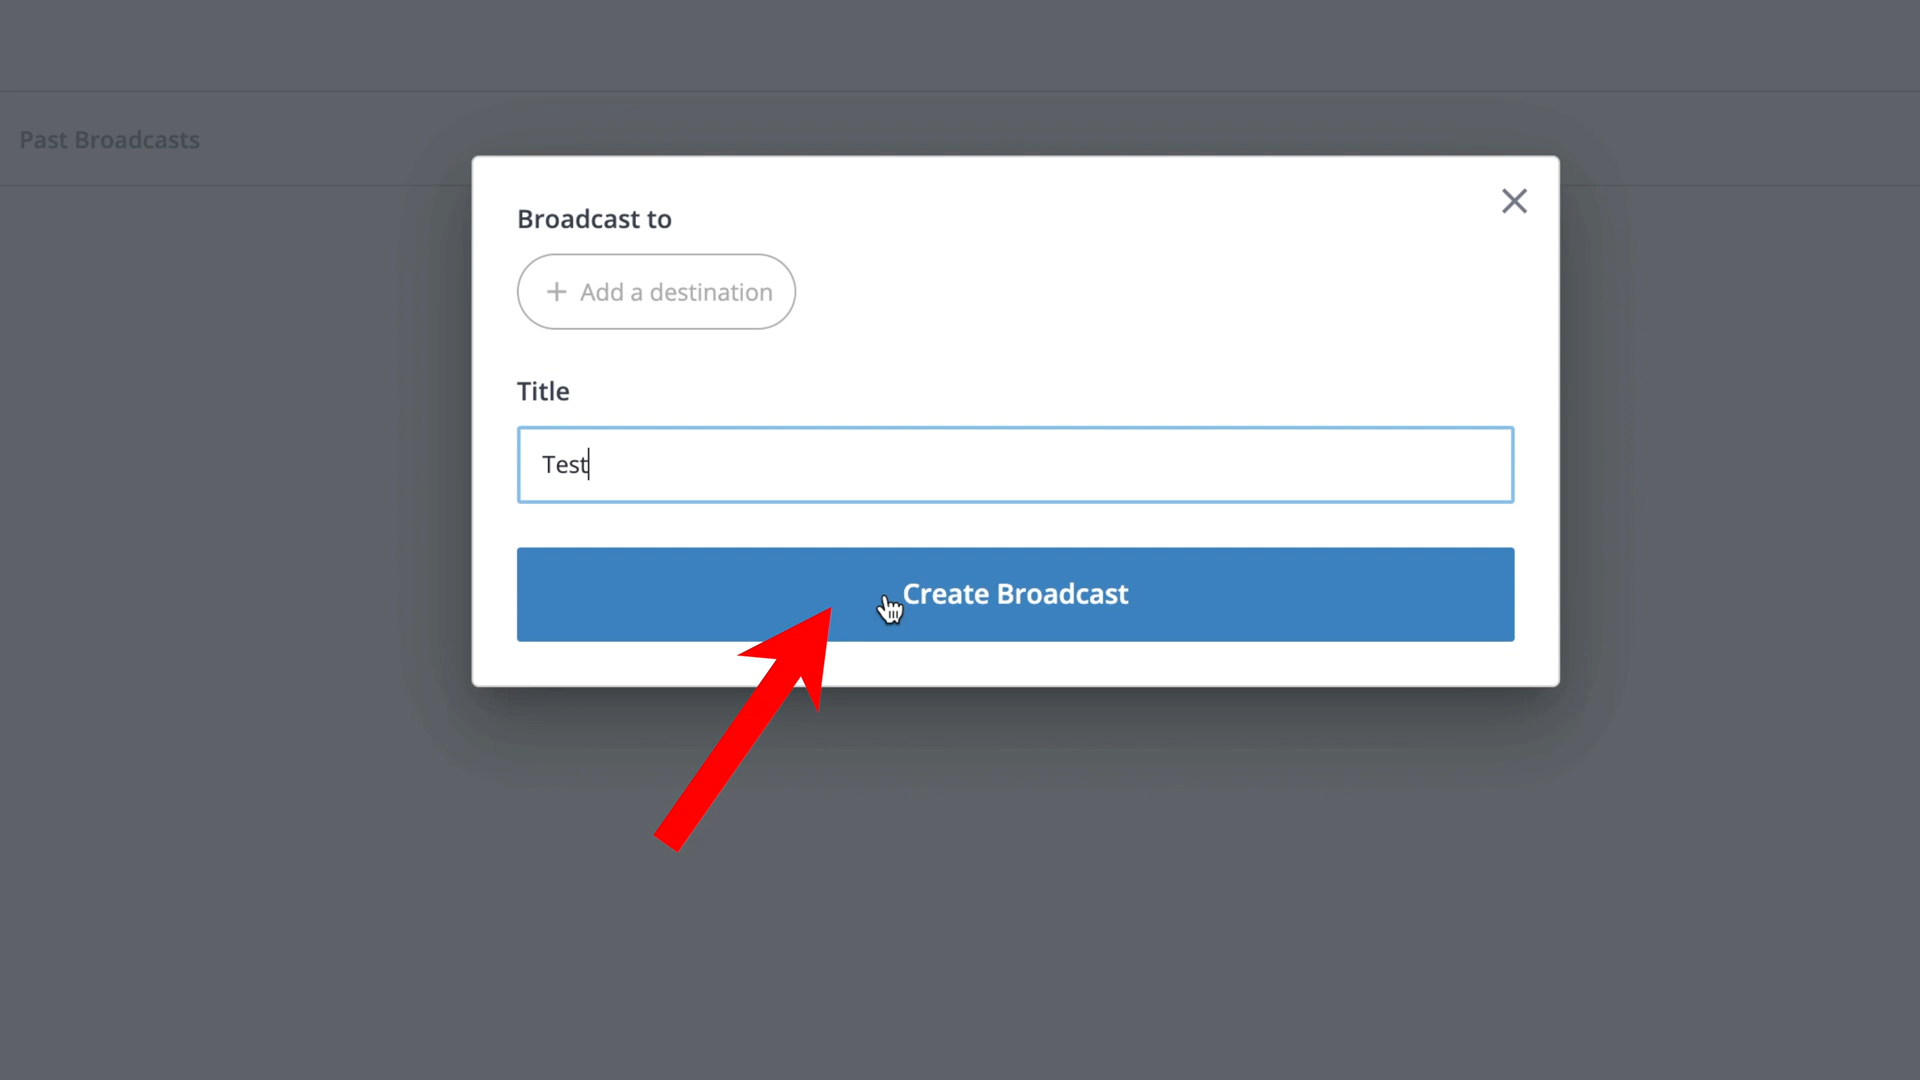 Past Broadcasts
Broadcast to
+ Add a destination
Title
Test
Create Broadcast